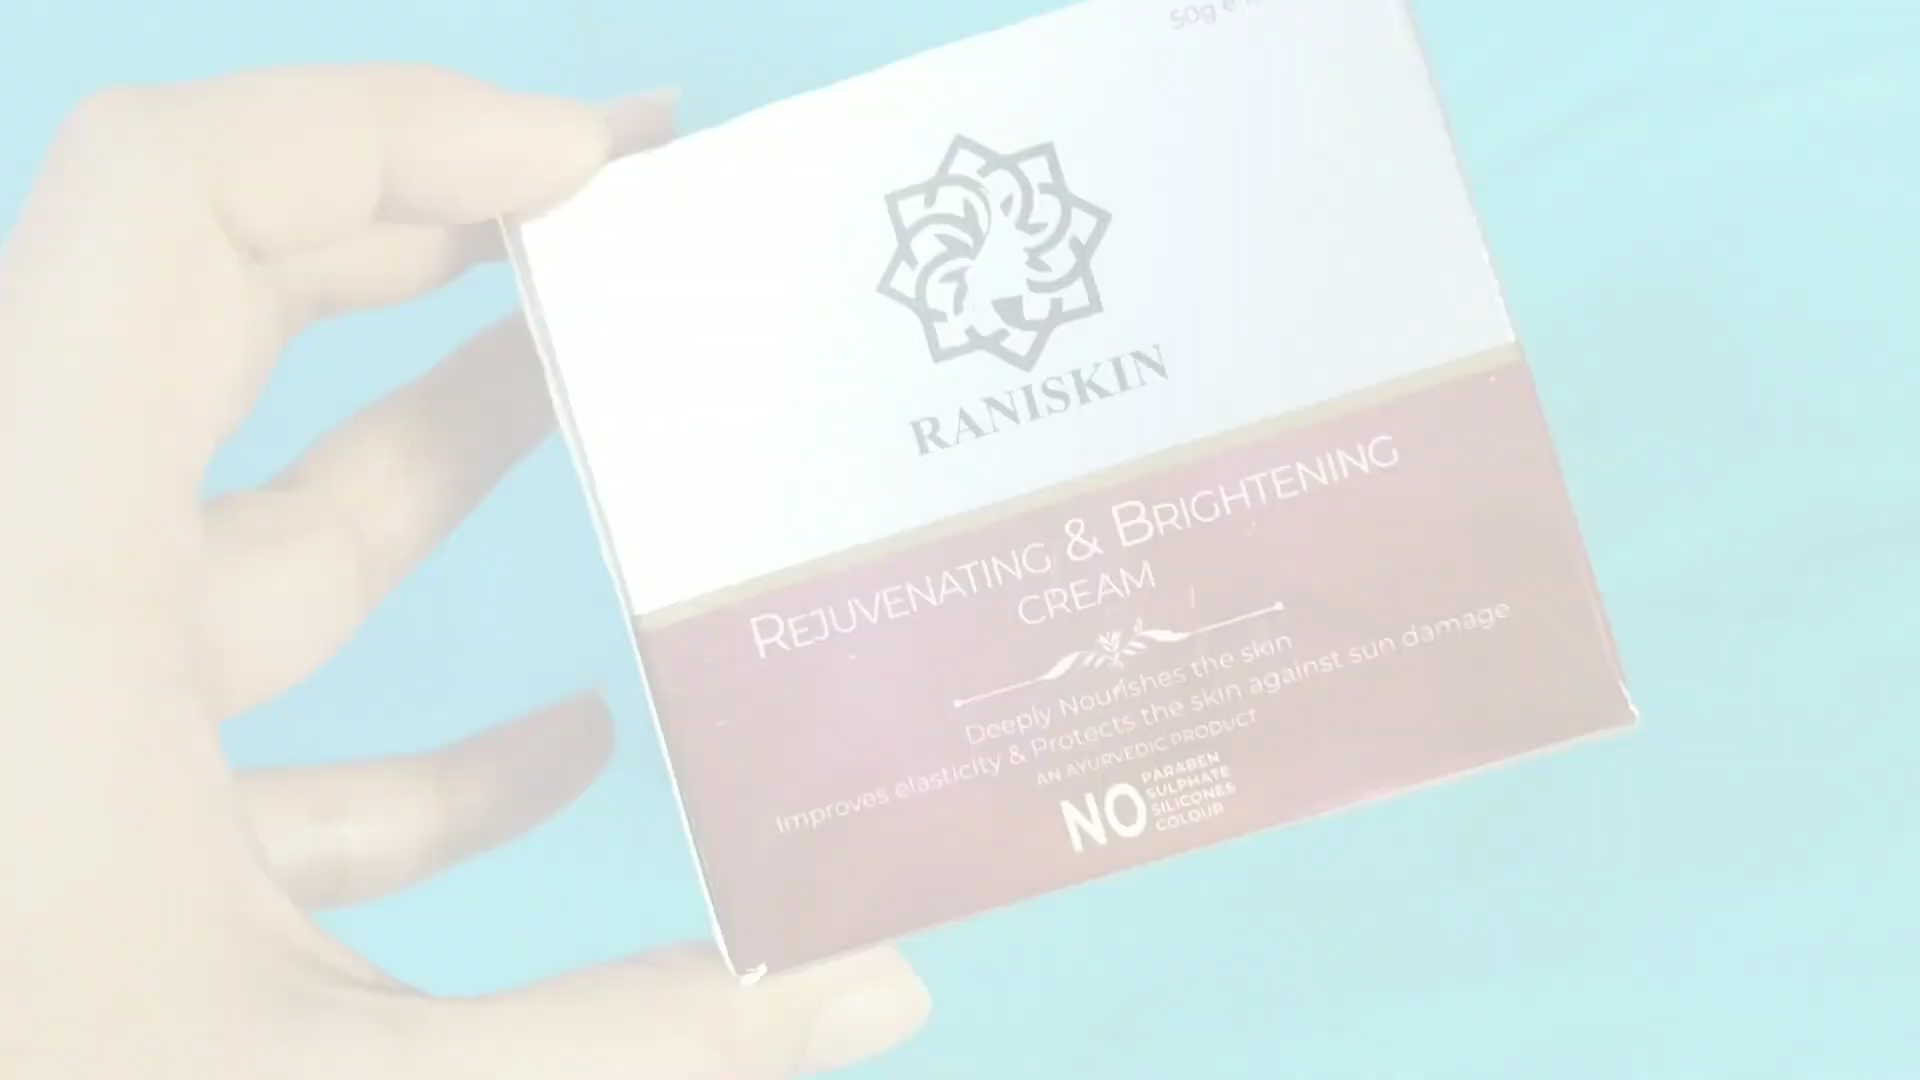 50g e
RANISKIN
REJUVENATING & BRIGHTENING
CREAM
Deeply Nourishes the skin
Improves elasticity & Protects the skin against sun damage
AN AYURVEDIC PRODUCT
NO
PARABEN
SULPHATE
SILICONES
COLOUR